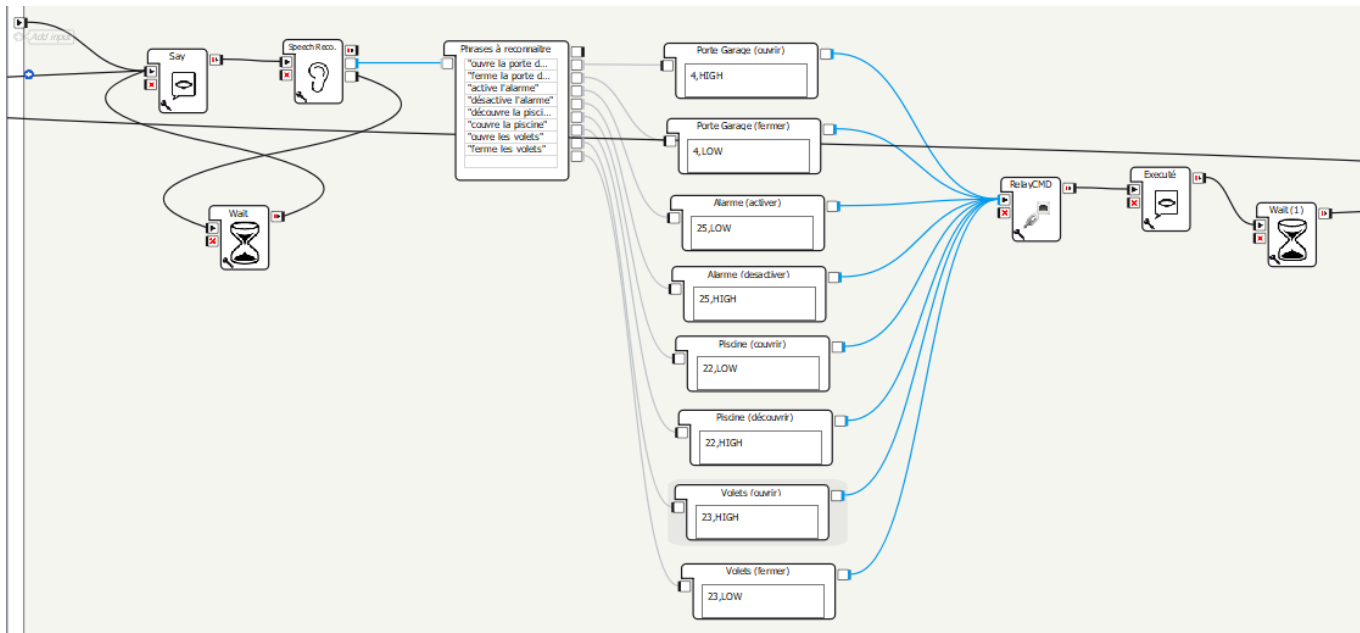 Add input
Say
Speech Reco.
Phrases à reconnaitre
"ouvre la porte d...
"ferme la porte d...
"active l'alarme"
"désactive l'alarme"
"découvre la pisci...
"couvre la piscine"
"ouvre les volets"
"ferme les volets"
Wait
Porte Garage (ouvrir)
4,HIGH
Porte Garage (fermer)
4,LOW
Alarme (activer)
25,LOW
Alarme (desactiver)
25,HIGH
Piscine (couvrir)
22,LOW
Piscine (découvrir)
22,HIGH
Volets (ouvrir)
23,HIGH
Volets (fermer)
23,LOW
RelayCMD
Executé
Wait (1)